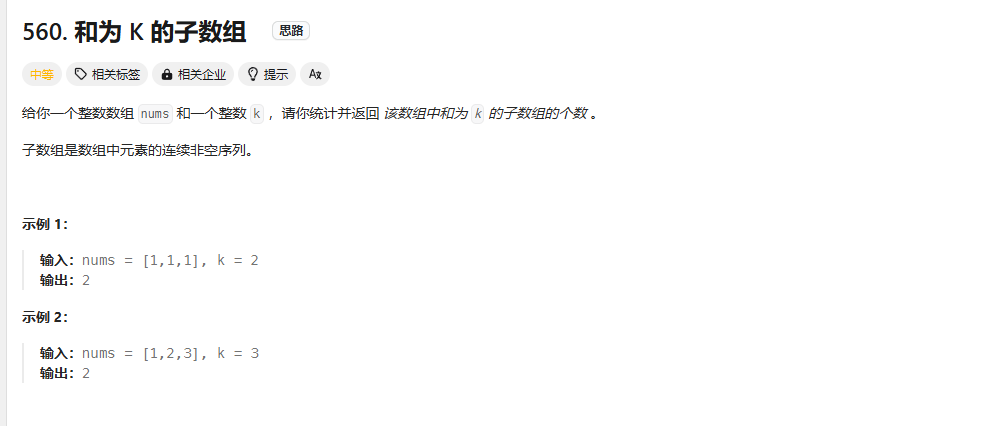 560. 和为 K 的子数组 思路
中等 相关标签 相关企业 提示 A文
给你一个整数数组 nums 和一个整数 k ，请你统计并返回 该数组中和为 k 的子数组的个数 。
子数组是数组中元素的连续非空序列。
示例 1：
输入：nums = [1,1,1], k = 2
输出：2
示例 2：
输入：nums = [1,2,3], k = 3
输出：2